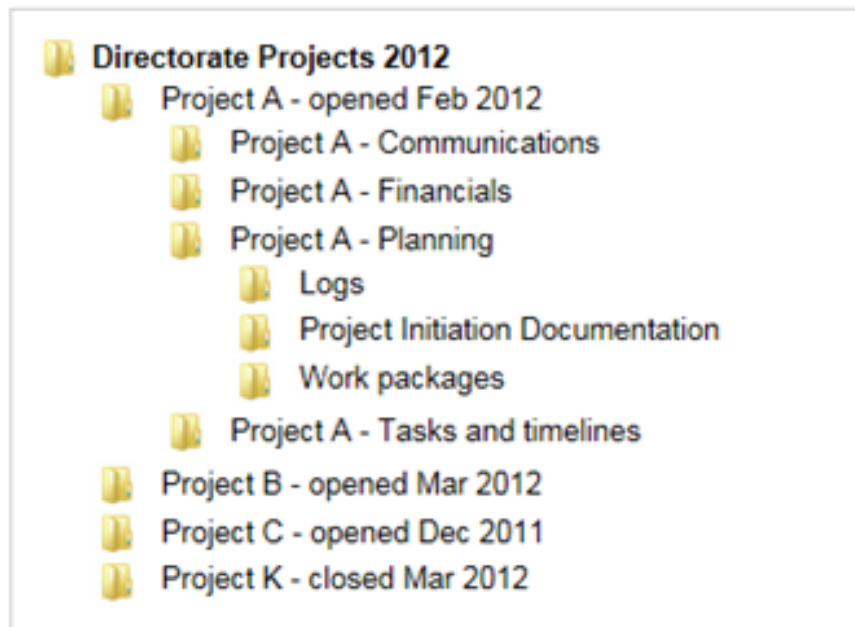 Directorate Projects 2012
Project A - opened Feb 2012
Project A - Communications
Project A - Financials
Project A - Planning
Logs
Project Initiation Documentation
Work packages
Project A - Tasks and timelines
Project B - opened Mar 2012
Project C - opened Dec 2011
Project K - closed Mar 2012